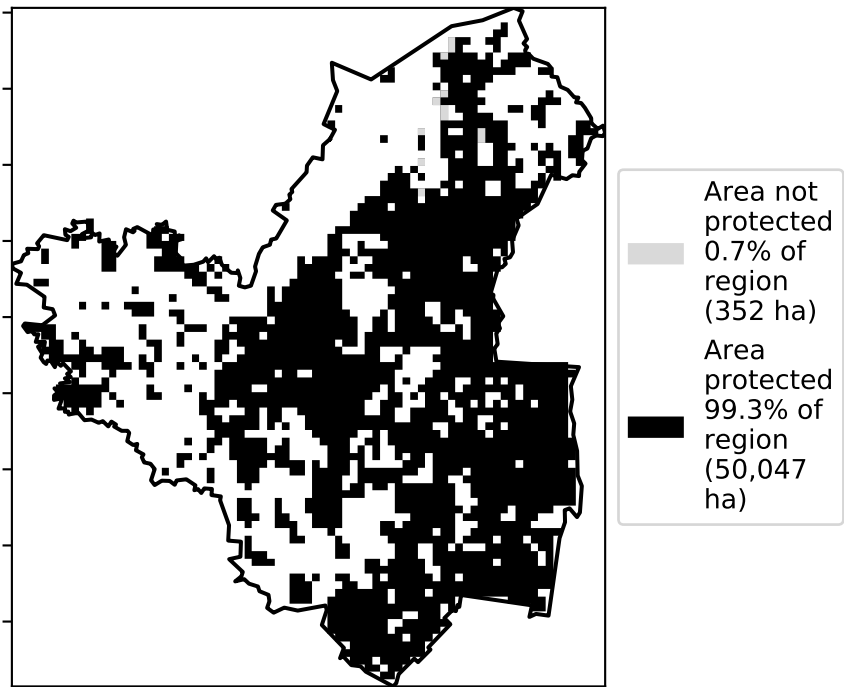 Area not
protected
0.7% of
region
(352 ha)
Area
protected
99.3% of
region
(50,047
ha)